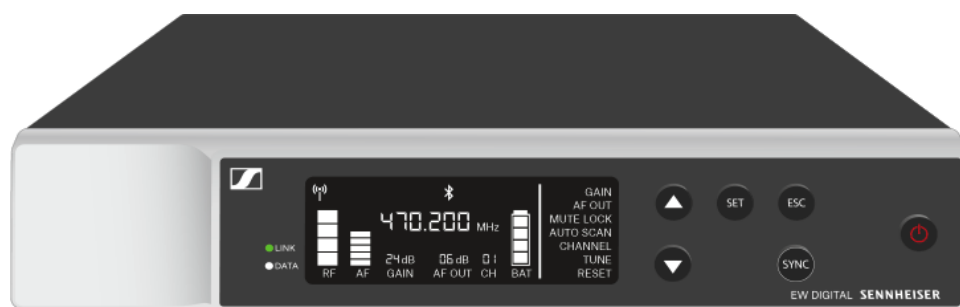 470.200 MHz
24dB 06dB 01
RF AF GAIN AF OUT CH BAT
GAIN
AF OUT
MUTE LOCK
AUTO SCAN
CHANNEL
TUNE
RESET
LINK
DATA
SET
ESC
SYNC
EW DIGITAL SENNHEISER